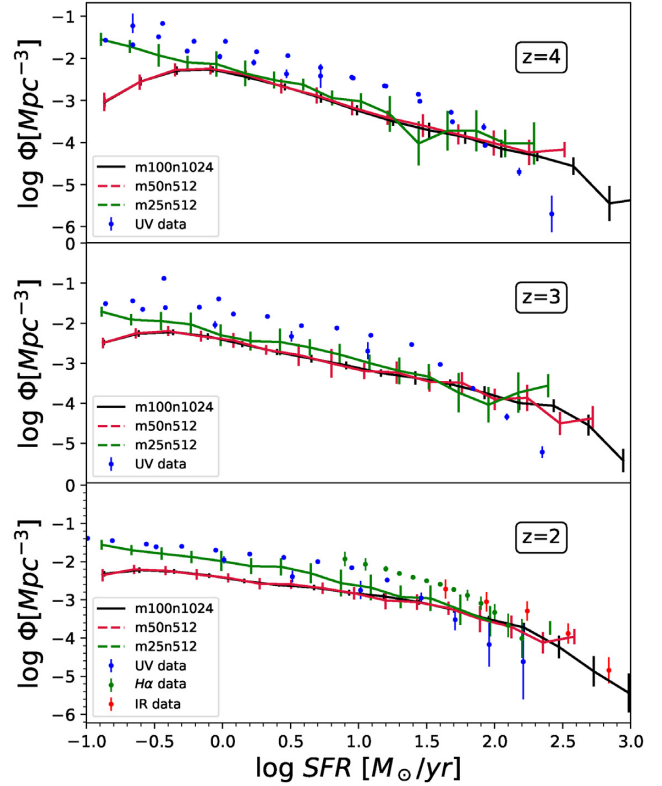 −1
−2
−3
−4
−5
−6
log Φ[Mpc⁻³]
z=4
m100n1024
m50n512
m25n512
UV data
0
−1
−2
−3
−4
−5
log Φ[Mpc⁻³]
z=3
m100n1024
m50n512
m25n512
UV data
0
−1
−2
−3
−4
−5
−6
log Φ[Mpc⁻³]
z=2
m100n1024
m50n512
m25n512
UV data
Hα data
IR data
−1.0 −0.5 0.0 0.5 1.0 1.5 2.0 2.5 3.0
log SFR [M⊙/yr]